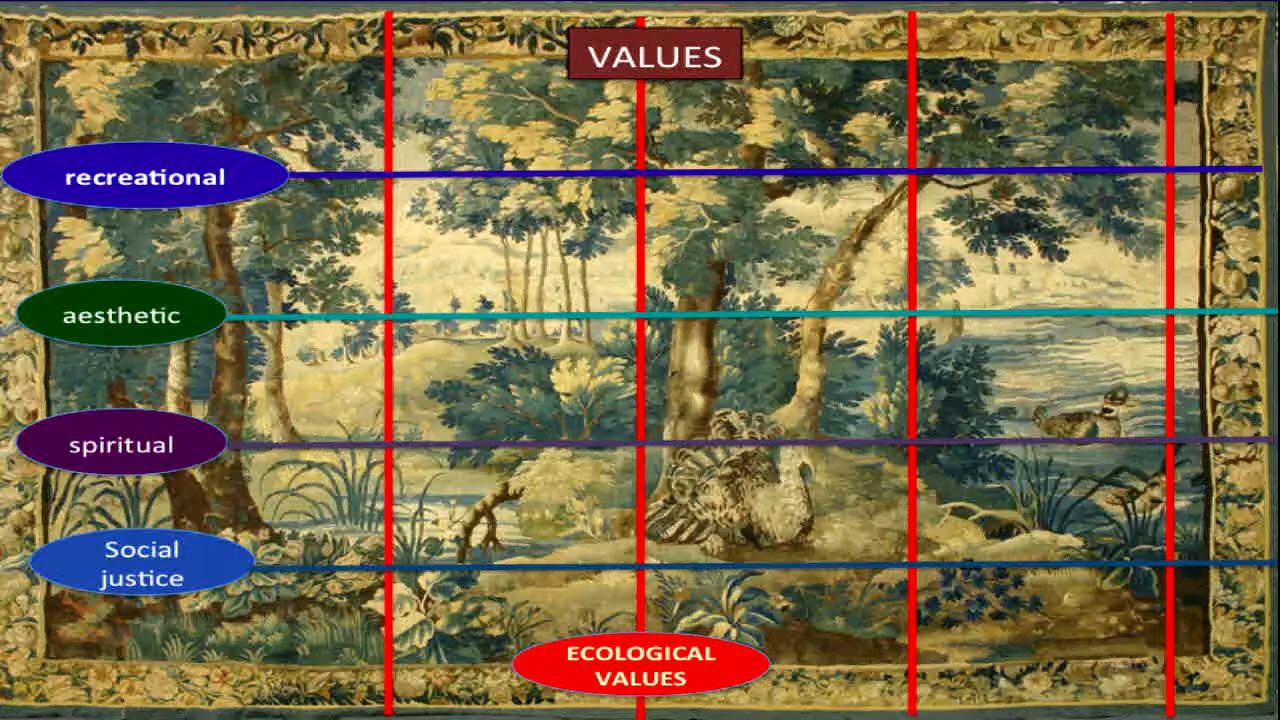 VALUES
recreational
aesthetic
spiritual
Social
justice
ECOLOGICAL
VALUES